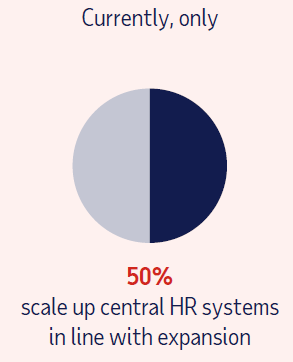 Currently, only
50%
scale up central HR systems
in line with expansion